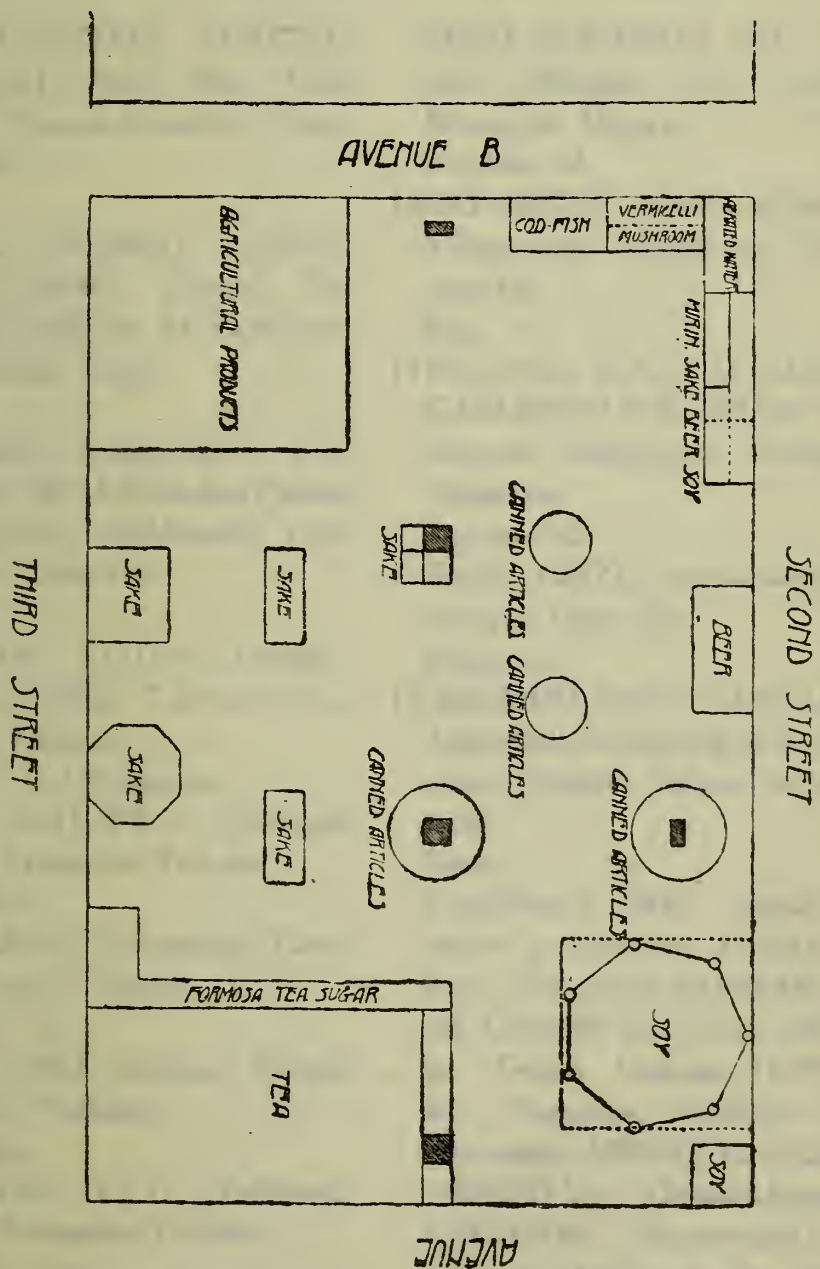 AVENUE B
AGRICULTURAL PRODUCTS
COD-FISH
VERMICELLI
MUSHROOM
MIRIN. SAKE BEER SOY
SECOND STREET
THIRD STREET
CANNED ARTICLES
SAKE
SAKE
SAKE
BEER
CANNED ARTICLES
SAKE
SAKE
CANNED ARTICLES
CANNED ARTICLES
FORMOSA TEA SUGAR
TEA
SOY
SOY
AVENUE